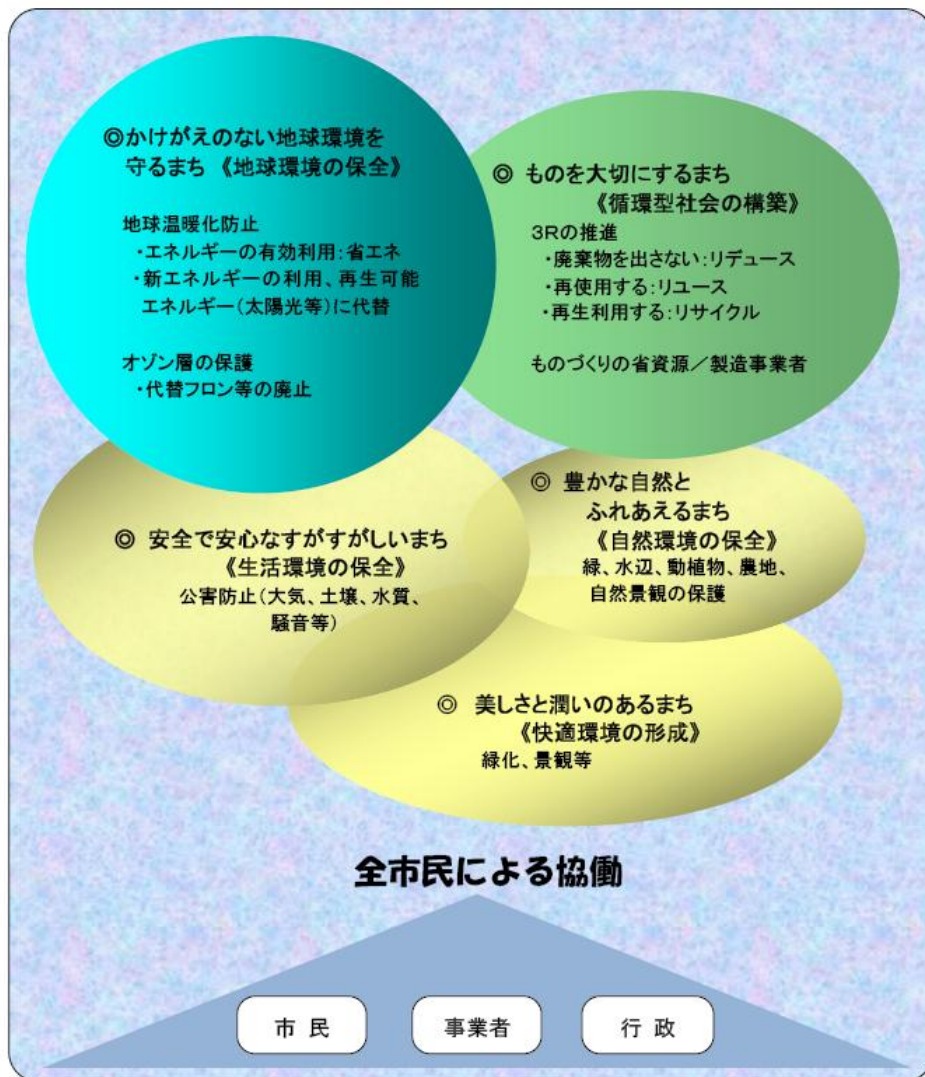 ◎かけがえのない地球環境を
守るまち 《地球環境の保全》
地球温暖化防止
・エネルギーの有効利用:省エネ
・新エネルギーの利用、再生可能
エネルギー(太陽光等)に代替
オゾン層の保護
・代替フロン等の廃止
◎ ものを大切にするまち
《循環型社会の構築》
3Rの推進
・廃棄物を出さない:リデュース
・再使用する:リユース
・再生利用する:リサイクル
ものづくりの省資源／製造事業者
◎ 安全で安心なすがすがしいまち
《生活環境の保全》
公害防止(大気、土壌、水質、
騒音等)
◎ 豊かな自然と
ふれあえるまち
《自然環境の保全》
緑、水辺、動植物、農地、
自然景観の保護
◎ 美しさと潤いのあるまち
《快適環境の形成》
緑化、景観等
全市民による協働
市 民
事業者
行 政